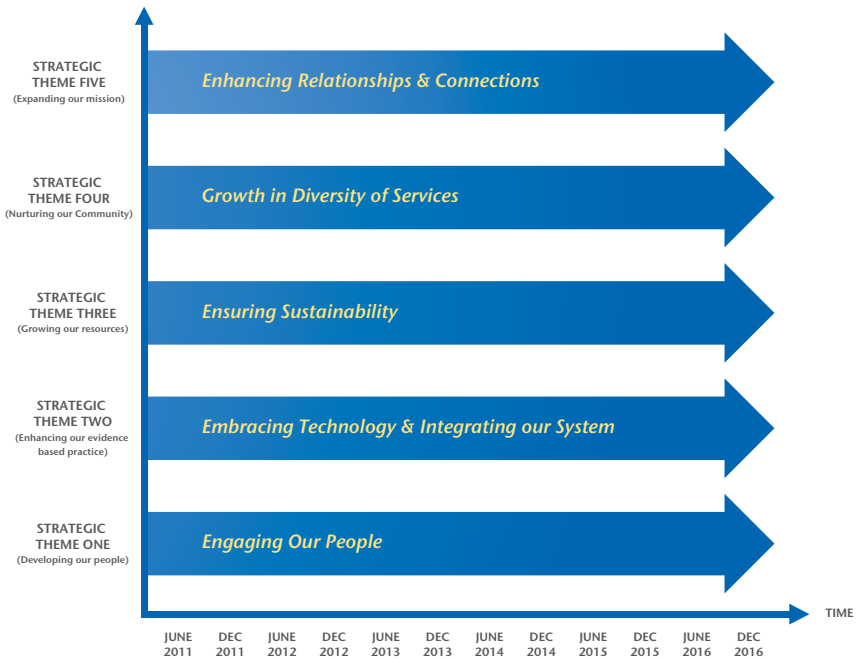 STRATEGIC
THEME FIVE
(Expanding our mission)
Enhancing Relationships & Connections
STRATEGIC
THEME FOUR
(Nurturing our Community)
Growth in Diversity of Services
STRATEGIC
THEME THREE
(Growing our resources)
Ensuring Sustainability
STRATEGIC
THEME TWO
(Enhancing our evidence
based practice)
Embracing Technology & Integrating our System
STRATEGIC
THEME ONE
(Developing our people)
Engaging Our People
TIME
JUNE DEC JUNE DEC JUNE DEC JUNE DEC JUNE DEC JUNE DEC
2011 2011 2012 2012 2013 2013 2014 2014 2015 2015 2016 2016